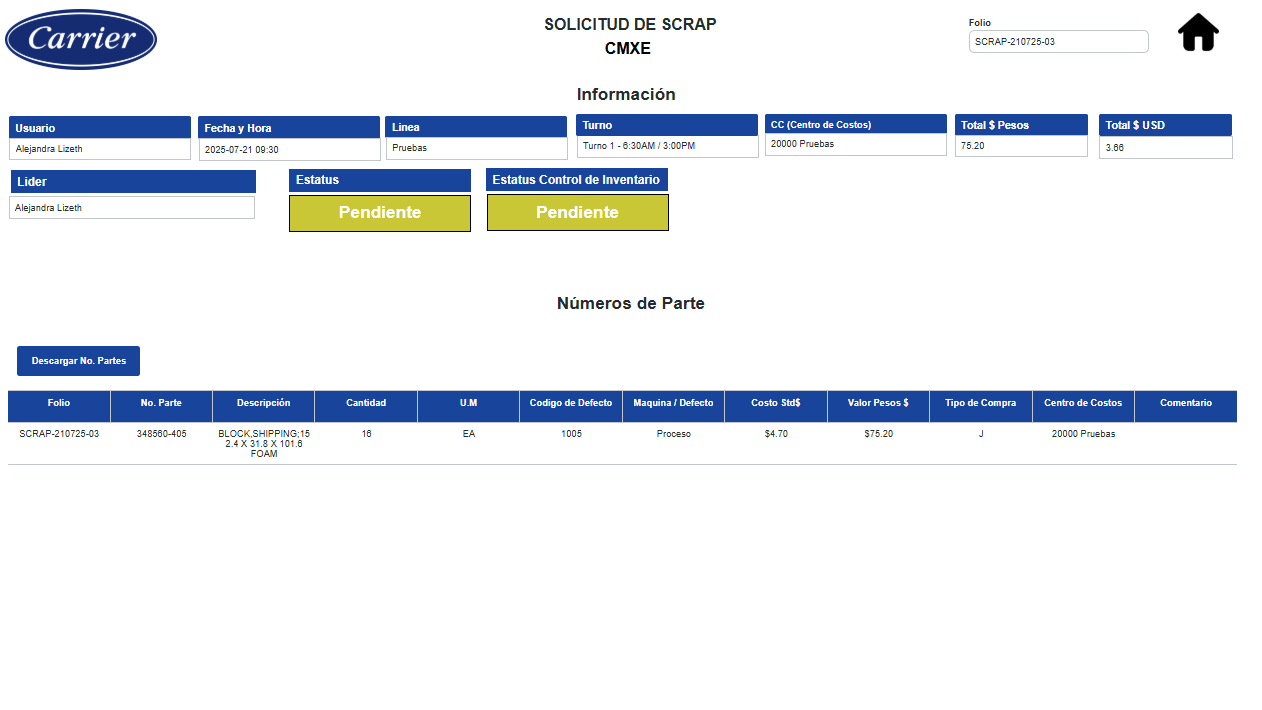 Carrier
SOLICITUD DE SCRAP
CMXE
Folio
SCRAP-210725-03
Información
Usuario
Alejandra Lizeth
Fecha y Hora
2025-07-21 09:30
Linea
Pruebas
Turno
Turno 1 - 6:30AM / 3:00PM
CC (Centro de Costos)
20000 Pruebas
Total $ Pesos
75.20
Total $ USD
3.66
Lider
Alejandra Lizeth
Estatus
Pendiente
Estatus Control de Inventario
Pendiente
Números de Parte
Descargar No. Partes
Folio No. Parte Descripción Cantidad U.M Codigo de Defecto Maquina / Defecto Costo Std$ Valor Pesos $ Tipo de Compra Centro de Costos Comentario
SCRAP-210725-03 348560-405 BLOCK,SHIPPING;15 16 EA 1005 Proceso $4.70 $75.20 J 20000 Pruebas
2.4 X 31.8 X 101.6
FOAM